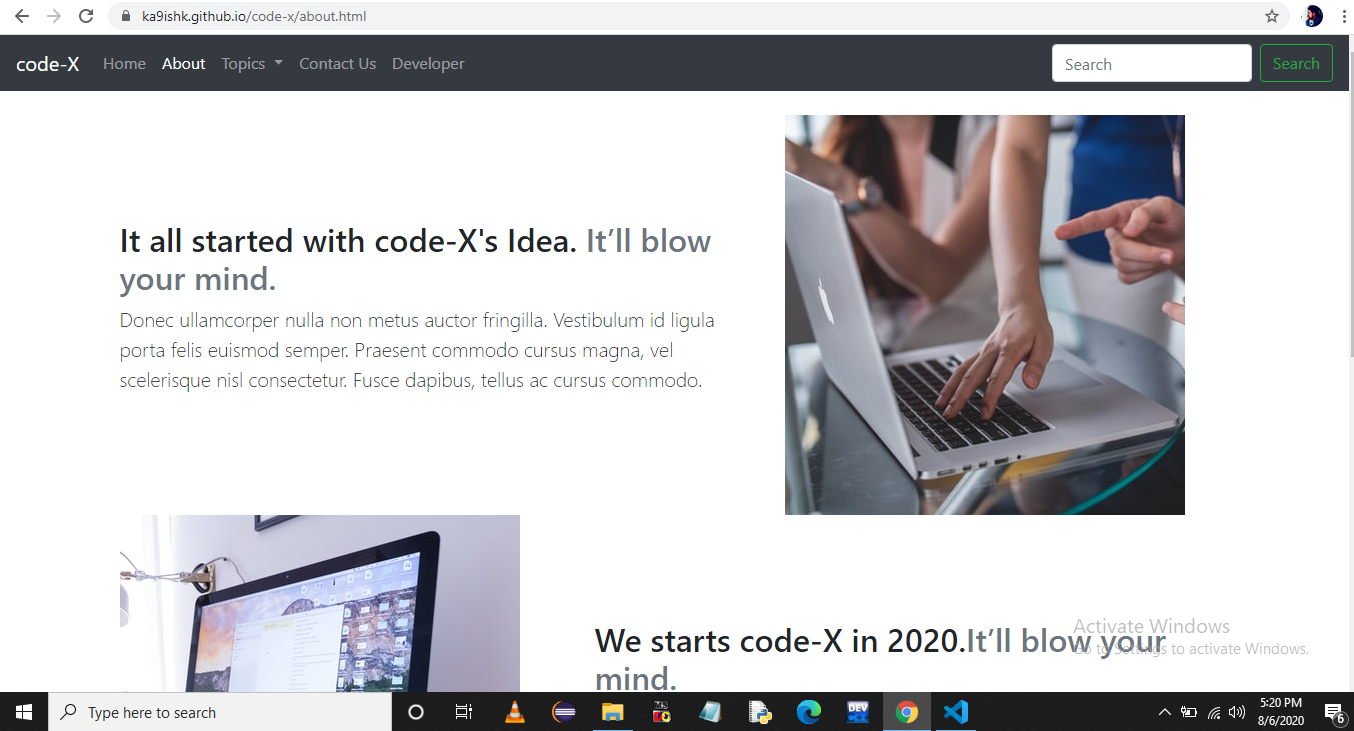 ka9ishk.github.io/code-x/about.html
code-X Home About Topics Contact Us Developer Search Search
It all started with code-X's Idea. It’ll blow
your mind.
Donec ullamcorper nulla non metus auctor fringilla. Vestibulum id ligula
porta felis euismod semper. Praesent commodo cursus magna, vel
scelerisque nisl consectetur. Fusce dapibus, tellus ac cursus commodo.
We starts code-X in 2020.It’ll blow your
mind.
Activate Windows
Go to Settings to activate Windows.
Type here to search
DEV
5:20 PM
8/6/2020
6